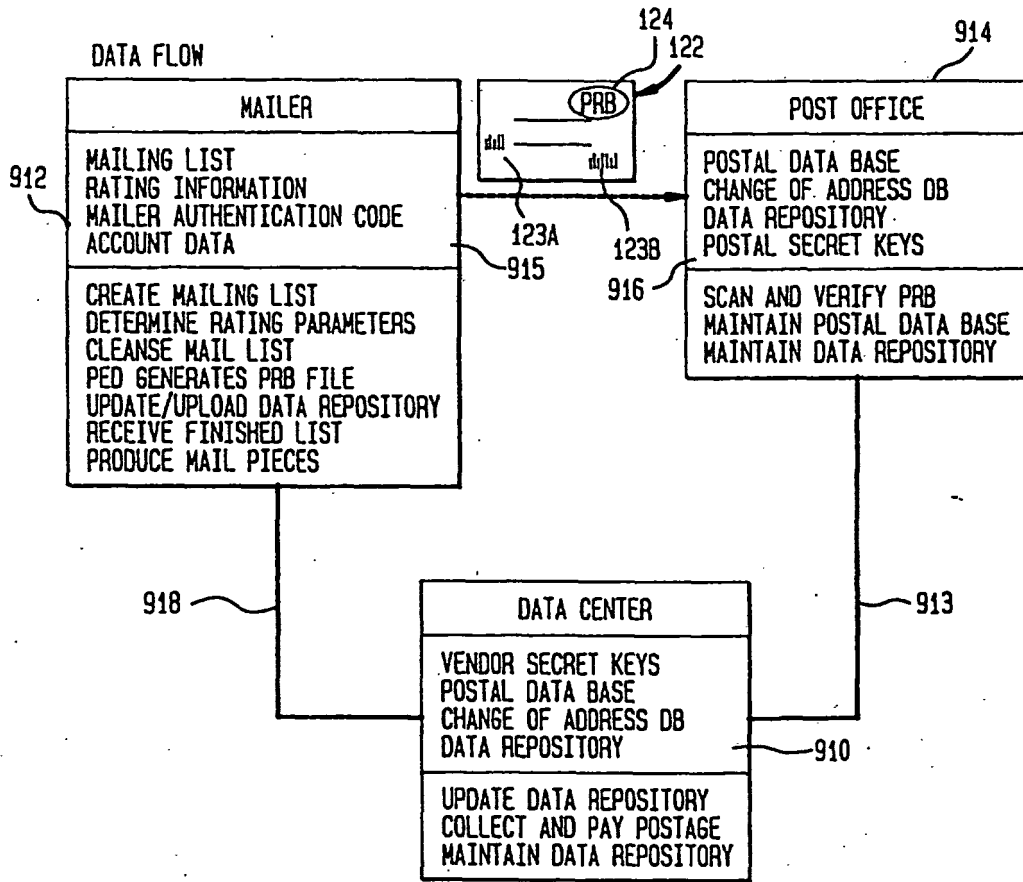 DATA FLOW
124
122
914
MAILER
PRB
POST OFFICE
912
MAILING LIST
RATING INFORMATION
MAILER AUTHENTICATION CODE
ACCOUNT DATA
123A
123B
915
POSTAL DATA BASE
CHANGE OF ADDRESS DB
DATA REPOSITORY
POSTAL SECRET KEYS
916
CREATE MAILING LIST
DETERMINE RATING PARAMETERS
CLEANSE MAIL LIST
PED GENERATES PRB FILE
UPDATE/UPLOAD DATA REPOSITORY
RECEIVE FINISHED LIST
PRODUCE MAIL PIECES
SCAN AND VERIFY PRB
MAINTAIN POSTAL DATA BASE
MAINTAIN DATA REPOSITORY
918
913
DATA CENTER
VENDOR SECRET KEYS
POSTAL DATA BASE
CHANGE OF ADDRESS DB
DATA REPOSITORY
910
UPDATE DATA REPOSITORY
COLLECT AND PAY POSTAGE
MAINTAIN DATA REPOSITORY